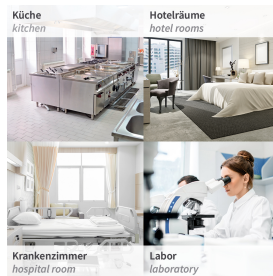 Küche
kitchen
Hotelräume
hotel rooms
Krankenzimmer
hospital room
Labor
laboratory